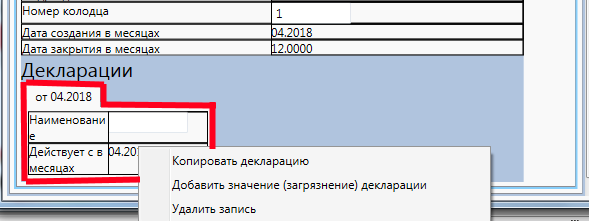 Номер колодца 1
Дата создания в месяцах 04.2018
Дата закрытия в месяцах 12.0000
Декларации
от 04.2018
Наименовани
е
Действует с в 04.20
месяцах
Копировать декларацию
Добавить значение (загрязнение) декларации
Удалить запись